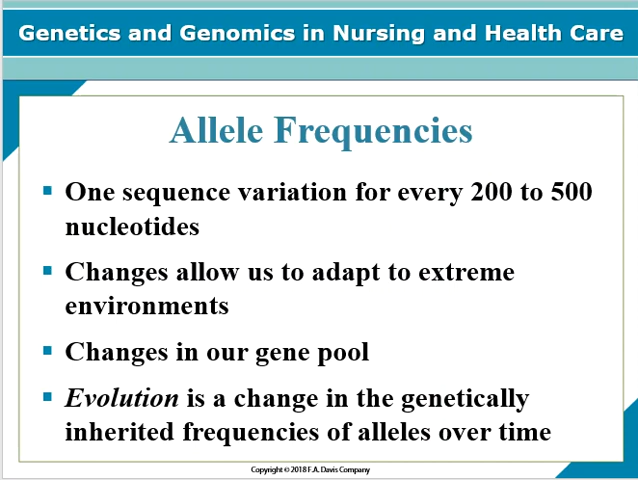 Genetics and Genomics in Nursing and Health Care
Allele Frequencies
▪ One sequence variation for every 200 to 500
nucleotides
▪ Changes allow us to adapt to extreme
environments
▪ Changes in our gene pool
▪ Evolution is a change in the genetically
inherited frequencies of alleles over time
Copyright © 2018 F.A. Davis Company